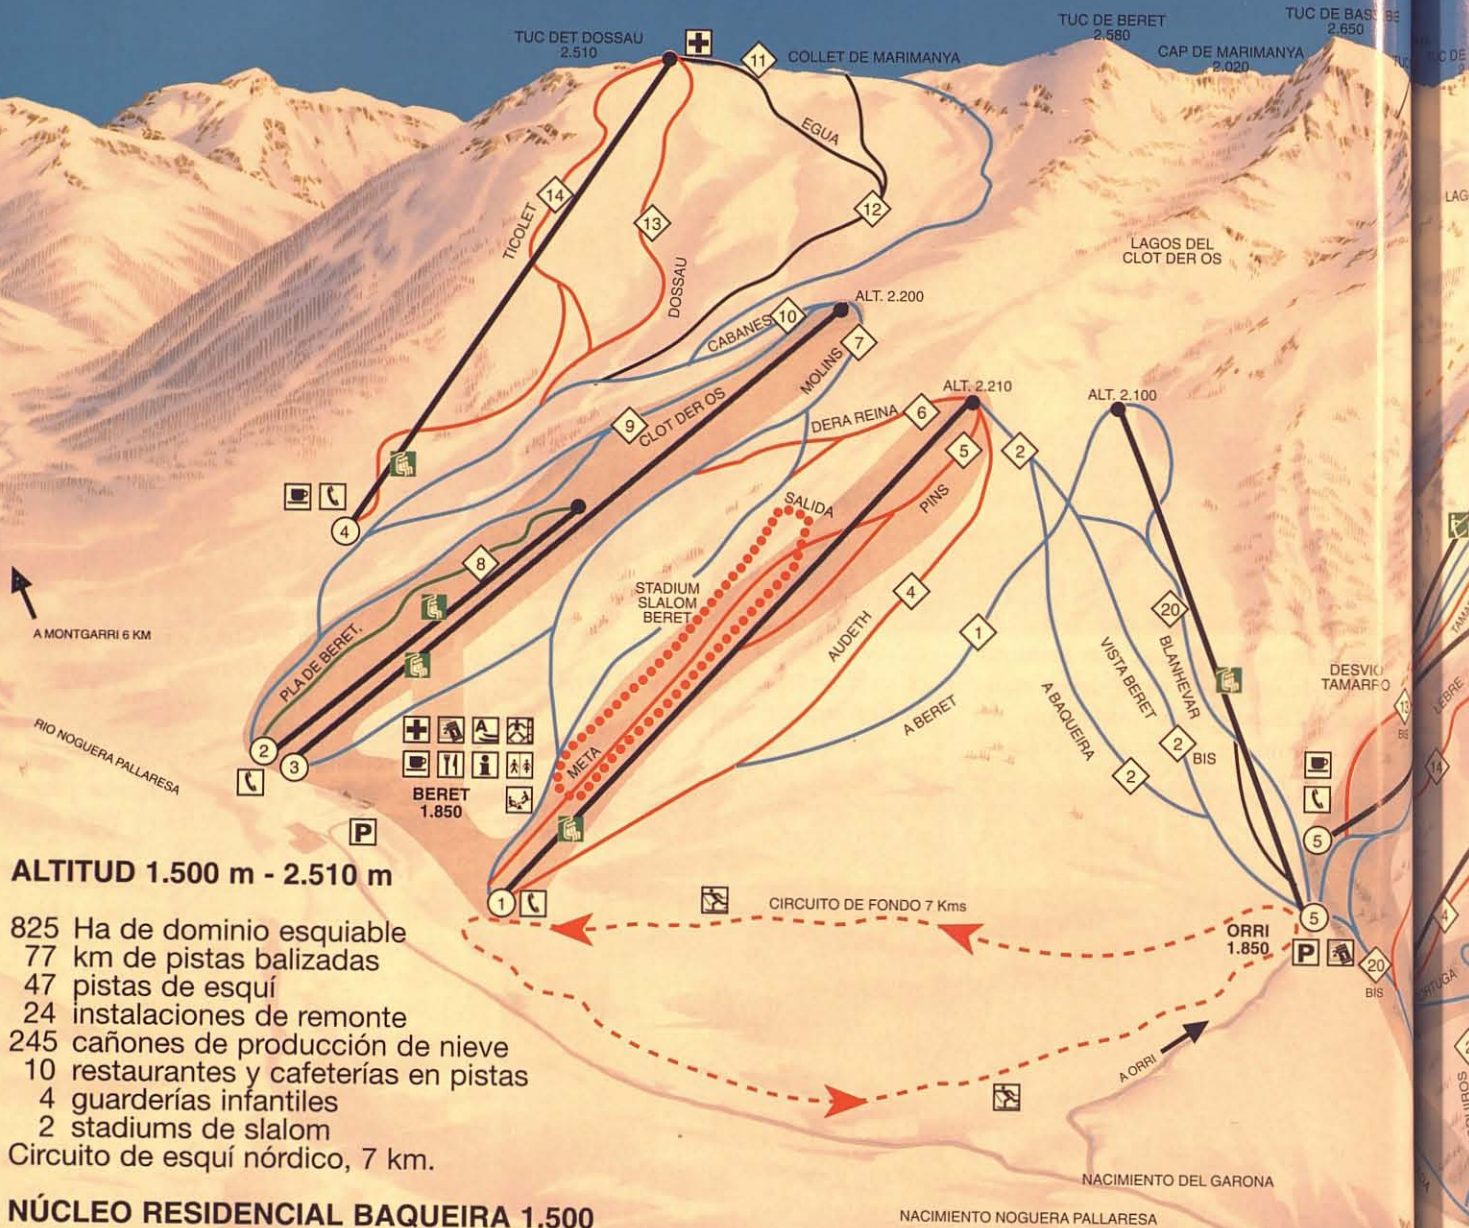 TUC DET DOSSAU
2.510
11
COLLET DE MARIMANYA
TUC DE BERET
2.580
CAP DE MARIMANYA
2.020
2.650
EGUA
14
TICOLET
13
DOSSAU
12
LAGOS DEL
CLOT DER OS
ALT. 2.200
CABANES
10
7
MOLINS
CLOT DER OS
9
ALT. 2.210
DERA REINA
6
5
2
ALT. 2.100
PINS
SALIDA
4
8
STADIUM
SLALOM
BERET
4
AUDETH
1
A BERET
20
BLANHEVAR
VISTA BERET
A BAQUEIRA
2
BIS
2
DESVIO
TAMARRO
13
BIS
LEBRE
14
A MONTGARRI 6 KM
PLA DE BERET.
RIO NOGUERA PALLARESA
2
3
META
BERET
1.850
P
5
1
CIRCUITO DE FONDO 7 Kms
ORRI
1.850
5
P
4
20
BIS
A ORRI
ALTITUD 1.500 m - 2.510 m
825 Ha de dominio esquiable
77 km de pistas balizadas
47 pistas de esquí
24 instalaciones de remonte
245 cañones de producción de nieve
10 restaurantes y cafeterías en pistas
4 guarderías infantiles
2 stadiums de slalom
Circuito de esquí nórdico, 7 km.
NÚCLEO RESIDENCIAL BAQUEIRA 1.500
NACIMIENTO DEL GARONA
NACIMIENTO NOGUERA PALLARESA